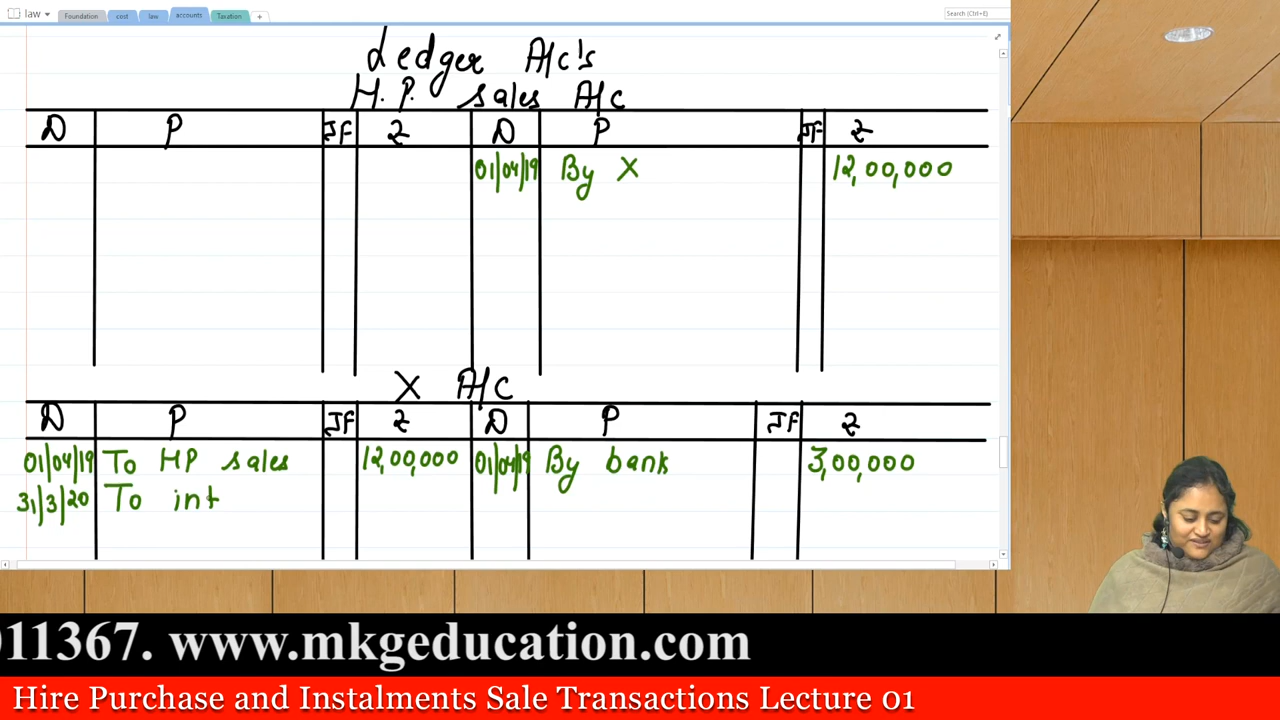 law Foundation cost law accounts Taxation + Search (Ctrl+E)
Ledger A/c's
H.P. sales A/c
D P JF ₹ D P JF ₹
01/04/19 By X 12,00,000
X A/c
D P JF ₹ D P JF ₹
01/04/19 To HP sales 12,00,000 01/04/19 By bank 3,00,000
31/3/20 To int
011367. www.mkgeducation.com
Hire Purchase and Instalments Sale Transactions Lecture 01